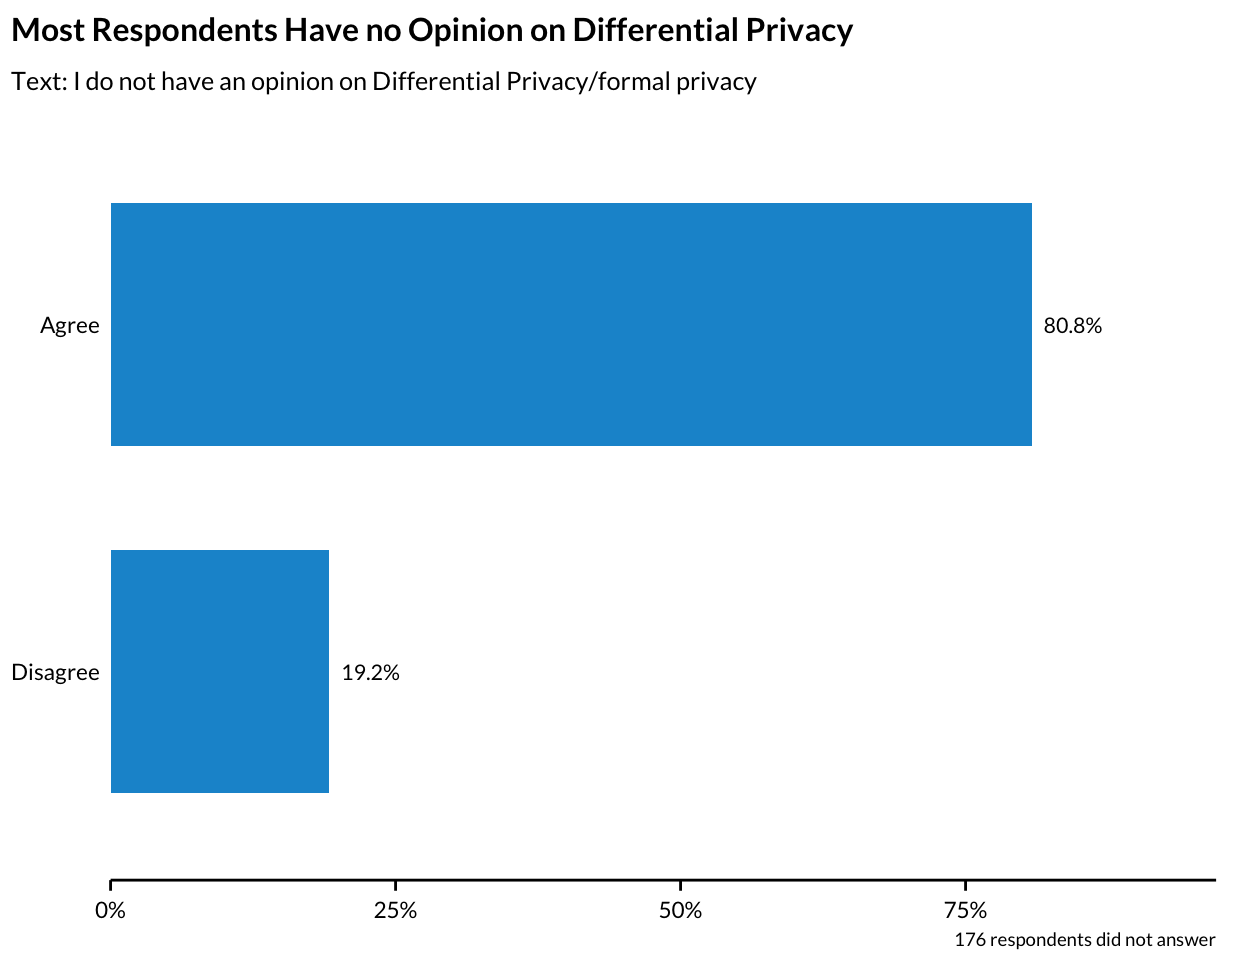 Most Respondents Have no Opinion on Differential Privacy
Text: I do not have an opinion on Differential Privacy/formal privacy
Agree
80.8%
Disagree
19.2%
0%
25%
50%
75%
176 respondents did not answer